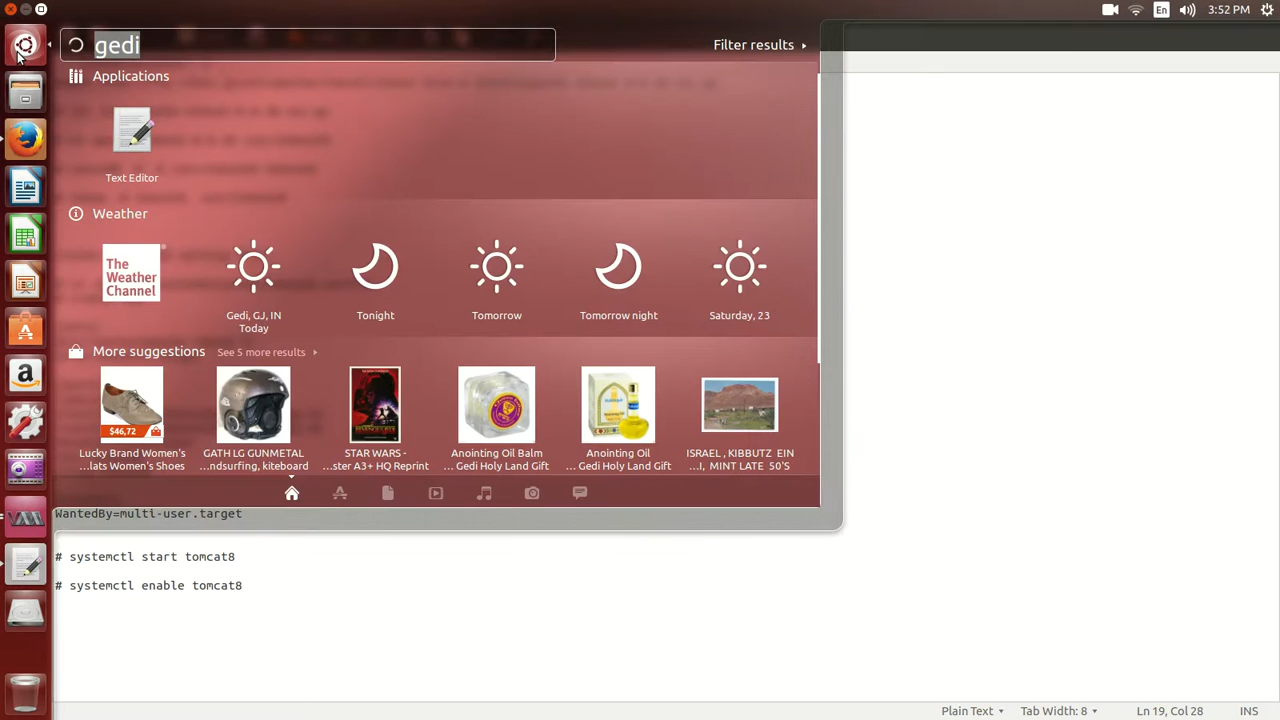 En
3:52 PM
gedi
Filter results
Applications
Text Editor
Weather
The
Weather
Channel
Gedi, GJ, IN
Today
Tonight
Tomorrow
Tomorrow night
Saturday, 23
More suggestions
See 5 more results
$46,72
Lucky Brand Women's
...lats Women's Shoes
GATH LG GUNMETAL
...ndsurfing, kiteboard
STAR WARS -
...ster A3+ HQ Reprint
Anointing Oil Balm
... Gedi Holy Land Gift
Anointing Oil
... Gedi Holy Land Gift
ISRAEL , KIBBUTZ EIN
...I, MINT LATE 50'S
WantedBy=multi-user.target
# systemctl start tomcat8
# systemctl enable tomcat8
Plain Text
Tab Width: 8
Ln 19, Col 28
INS